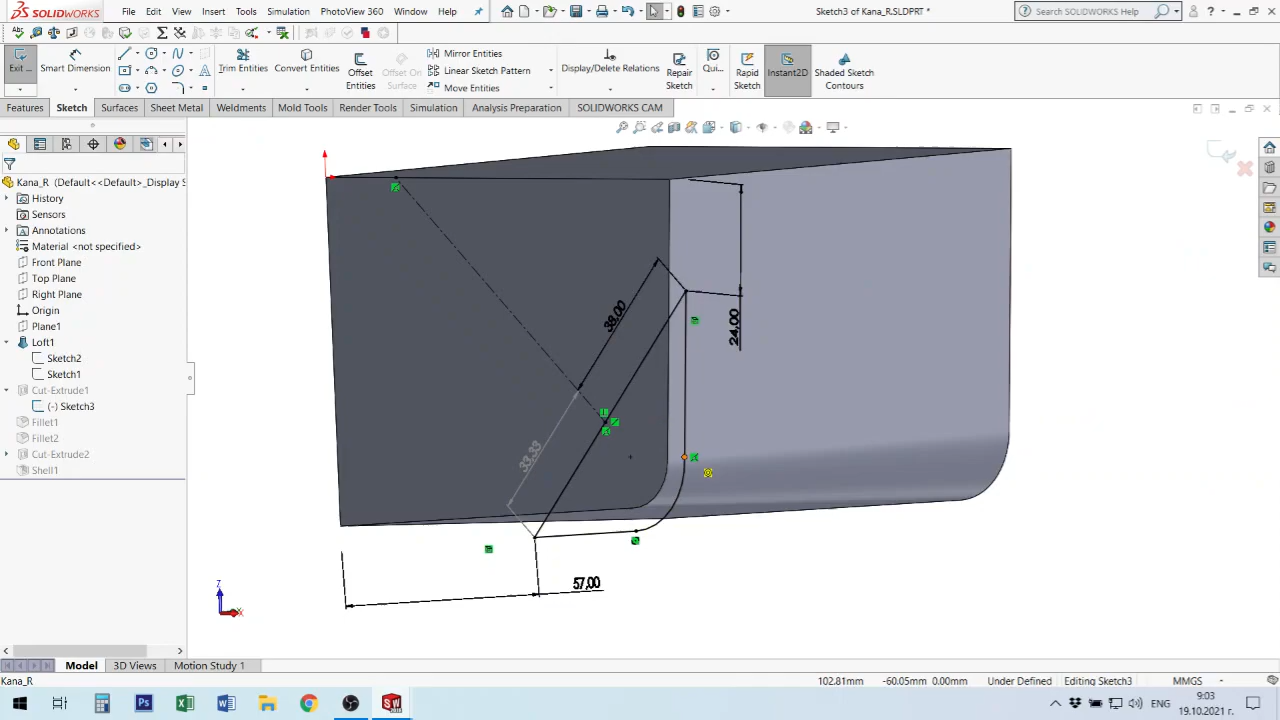 SOLIDWORKS File Edit View Insert Tools Simulation PhotoView 360 Window Help Sketch3 of Kana_R.SLDPRT * Search SOLIDWORKS Help
Exit ... Smart Dimension Trim Entities Convert Entities Offset Entities Offset On Surface Mirror Entities Linear Sketch Pattern Move Entities Display/Delete Relations Repair Sketch Qui... Rapid Sketch Instant2D Shaded Sketch Contours
Features Sketch Surfaces Sheet Metal Weldments Mold Tools Render Tools Simulation Analysis Preparation SOLIDWORKS CAM
Kana_R (Default<<Default>_Display S
History
Sensors
Annotations
Material <not specified>
Front Plane
Top Plane
Right Plane
Origin
Plane1
Loft1
Sketch2
Sketch1
Cut-Extrude1
(-) Sketch3
Fillet1
Fillet2
Cut-Extrude2
Shell1
38,00
24,00
33,33
57,00
Z
X
Model 3D Views Motion Study 1
Kana_R 102.81mm -60.05mm 0.00mm Under Defined Editing Sketch3 MMGS
ENG 9:03
19.10.2021 г.